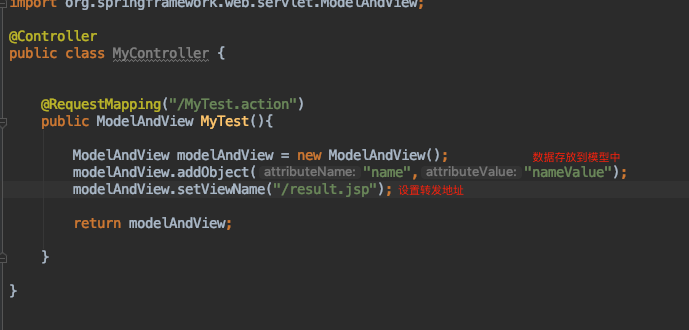 import org.springframework.web.servlet.ModelAndView;
@Controller
public class MyController {
@RequestMapping("/MyTest.action")
public ModelAndView MyTest(){
ModelAndView modelAndView = new ModelAndView(); 数据存放到模型中
modelAndView.addObject( attributeName: "name", attributeValue: "nameValue");
modelAndView.setViewName("/result.jsp"); 设置转发地址
return modelAndView;
}
}